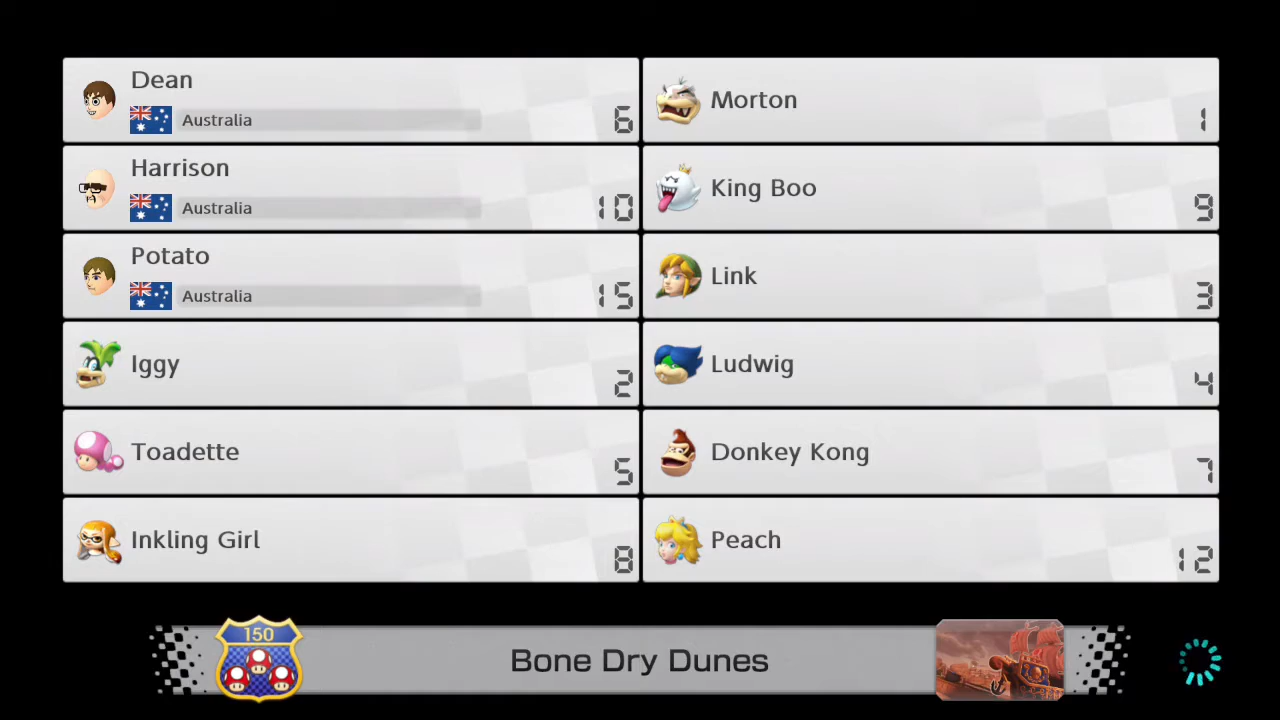 Dean
Australia
6
Harrison
Australia
10
Potato
Australia
15
Iggy
2
Toadette
5
Inkling Girl
8
Morton
1
King Boo
9
Link
3
Ludwig
4
Donkey Kong
7
Peach
12
150
Bone Dry Dunes